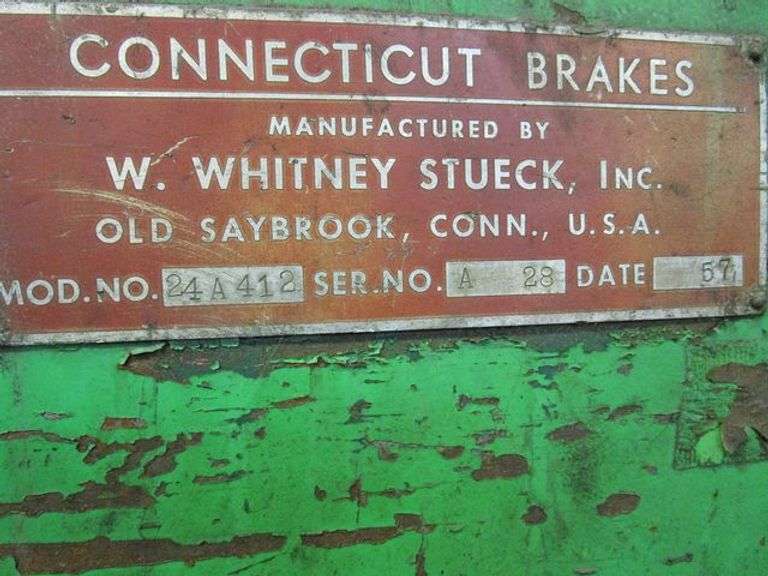 CONNECTICUT BRAKES
MANUFACTURED BY
W. WHITNEY STUECK, INC.
OLD SAYBROOK, CONN., U.S.A.
MOD.NO. 24A412 SER.NO. A 28 DATE 57